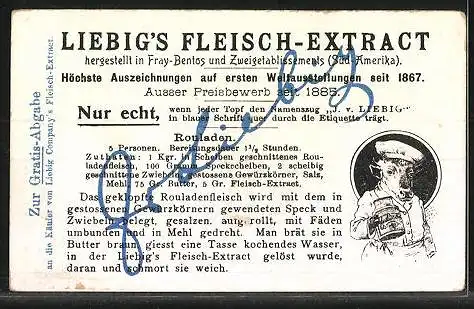 LIEBIG'S FLEISCH-EXTRACT
hergestellt in Fray-Bentos und Zweigetablissements (Süd-Amerika).
Höchste Auszeichnungen auf ersten Weltausstellungen seit 1867.
Ausser Preisbewerb seit 1885.
Nur echt,
wenn jeder Topf den Namenszug „J. v. LIEBIG"
in blauer Schrift quer durch die Etiquette trägt.
Rouladen.
5 Personen. Bereitungsdauer 1½ Stunden.
Zutaten: 1 Kgr. in Scheiben geschnittenes Rou-
ladenfleisch, 100 Gramm Speckscheiben, 2 scheibig
geschnittene Zwiebeln, gestossenes Gewürzkörner, Salz,
Mehl, 70 Gr. Butter, 5 Gr. Fleisch-Extract.
Das geklopfte Rouladenfleisch wird mit dem in
gestossenen Gewürzkörnern gewendeten Speck und
Zwiebeln belegt, gesalzen, aufgerollt, mit Fäden
umbunden und in Mehl gedreht. Man brät sie in
Butter braun, giesst eine Tasse kochendes Wasser,
in der Liebig's Fleisch-Extract gelöst wurde,
daran und schmort sie weich.
Zur Gratis-Abgabe
an die Käufer von Liebig Company's Fleisch-Extract.